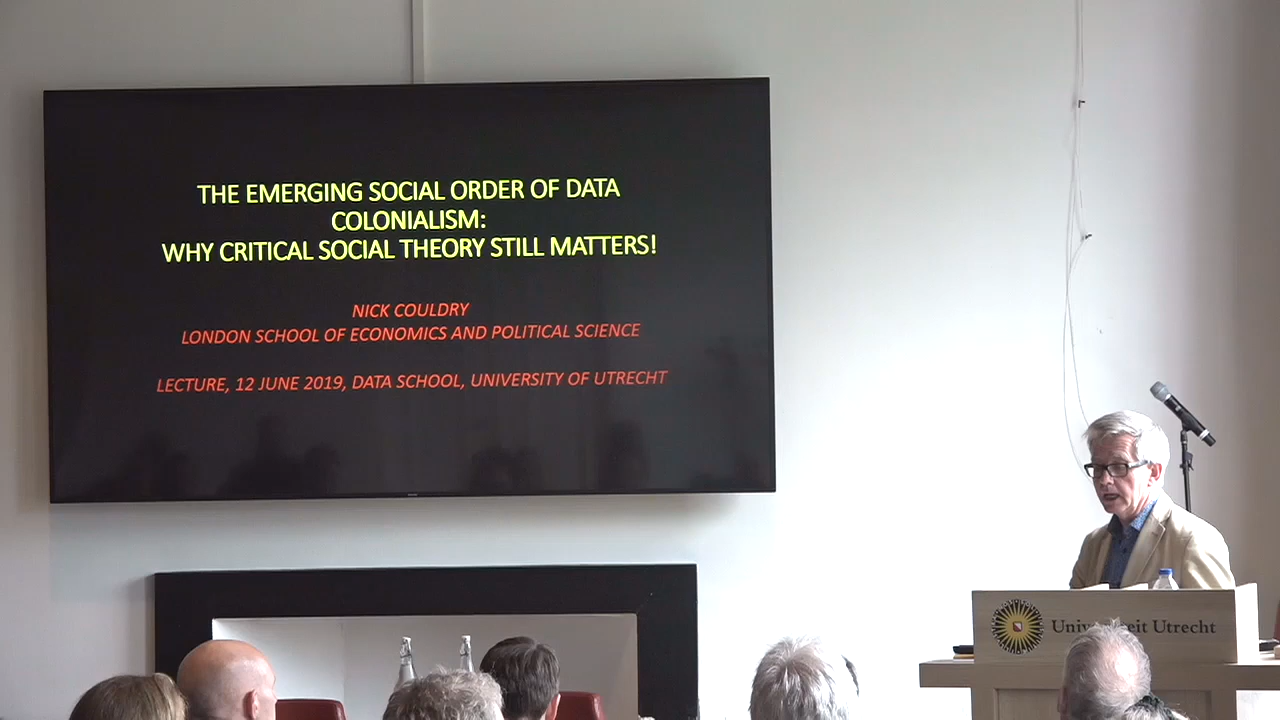 THE EMERGING SOCIAL ORDER OF DATA
COLONIALISM:
WHY CRITICAL SOCIAL THEORY STILL MATTERS!
NICK COULDRY
LONDON SCHOOL OF ECONOMICS AND POLITICAL SCIENCE
LECTURE, 12 JUNE 2019, DATA SCHOOL, UNIVERSITY OF UTRECHT
Universiteit Utrecht